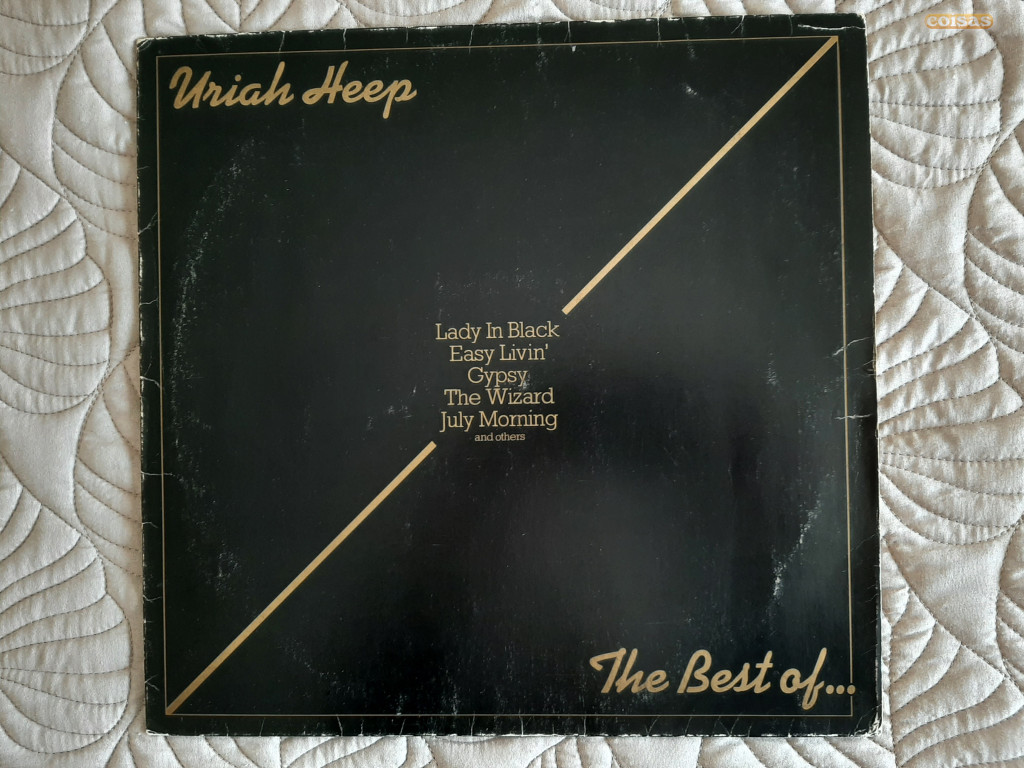 coisas
Uriah Heep
Lady In Black
Easy Livin'
Gypsy
The Wizard
July Morning
and others
The Best of...